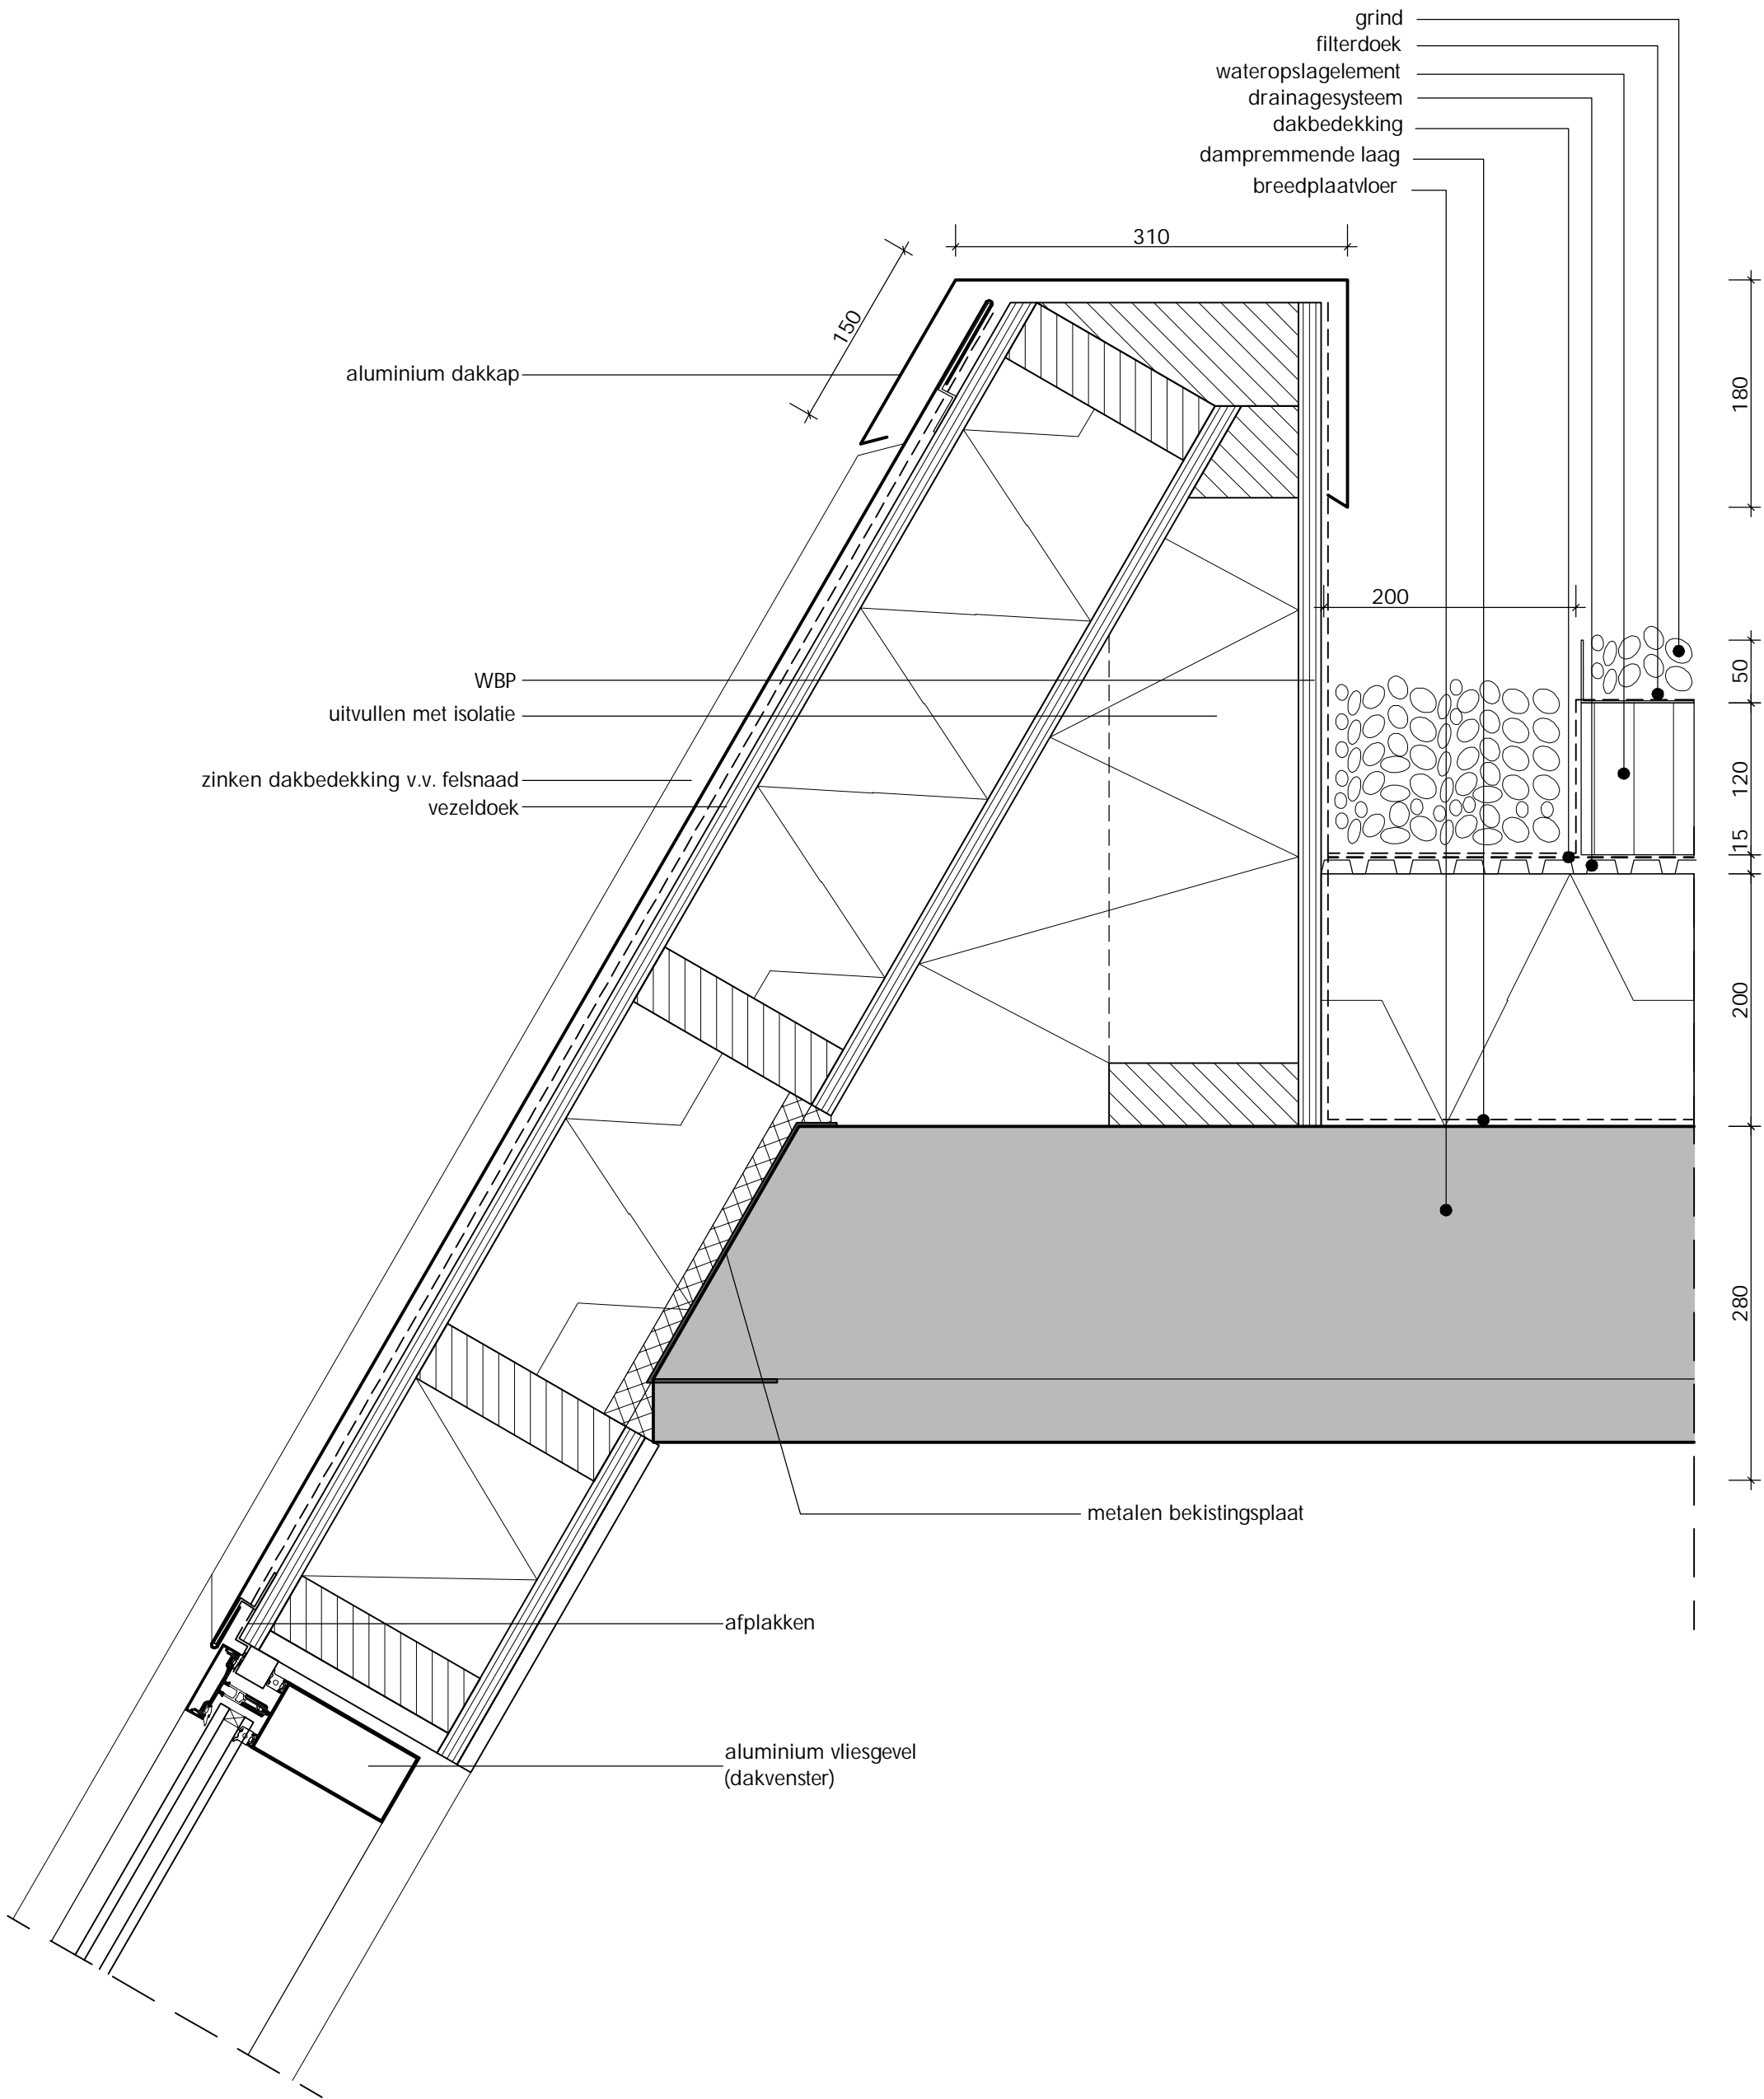 grind
filterdoek
wateropslagelement
drainagesysteem
dakbedekking
dampremmende laag
breedplaatvloer
310
150
aluminium dakkap
180
200
50
WBP
uitvullen met isolatie
zinken dakbedekking v.v. felsnaad
vezeldoek
120
15
200
280
metalen bekistingsplaat
afplakken
aluminium vliesgevel
(dakvenster)